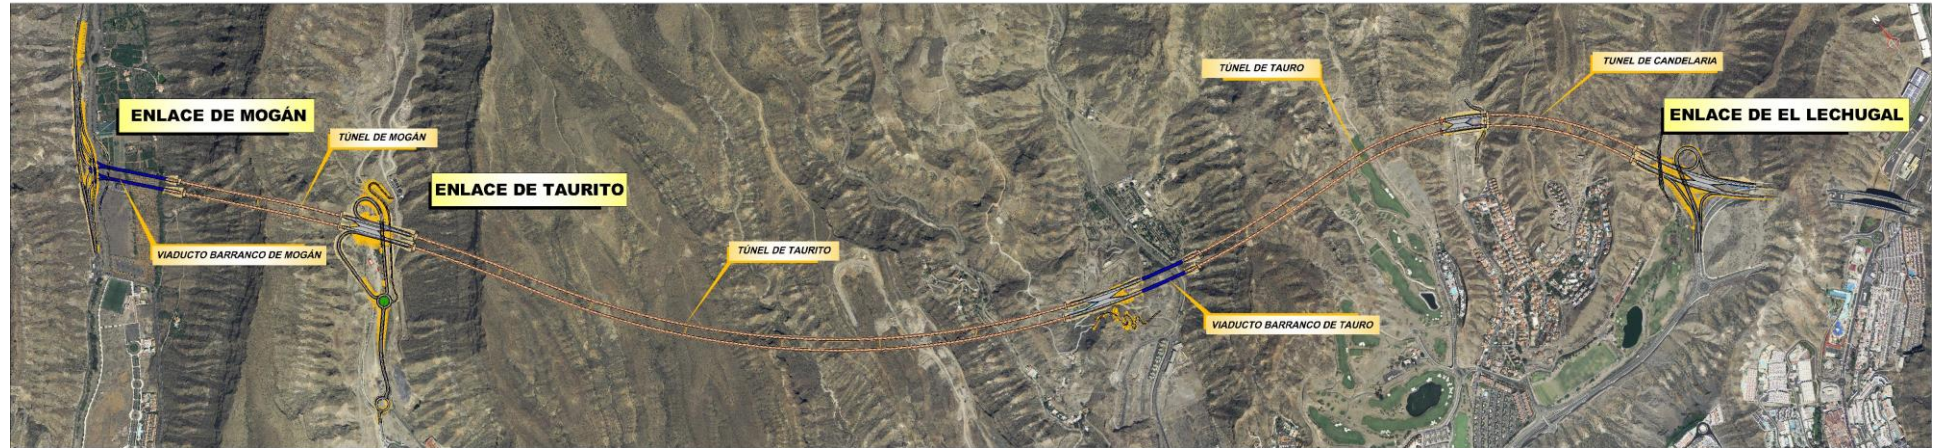 N
TÚNEL DE TAURO
TUNEL DE CANDELARIA
ENLACE DE MOGÁN
ENLACE DE EL LECHUGAL
TÚNEL DE MOGÁN
ENLACE DE TAURITO
VIADUCTO BARRANCO DE MOGÁN
TÚNEL DE TAURITO
VIADUCTO BARRANCO DE TAURO